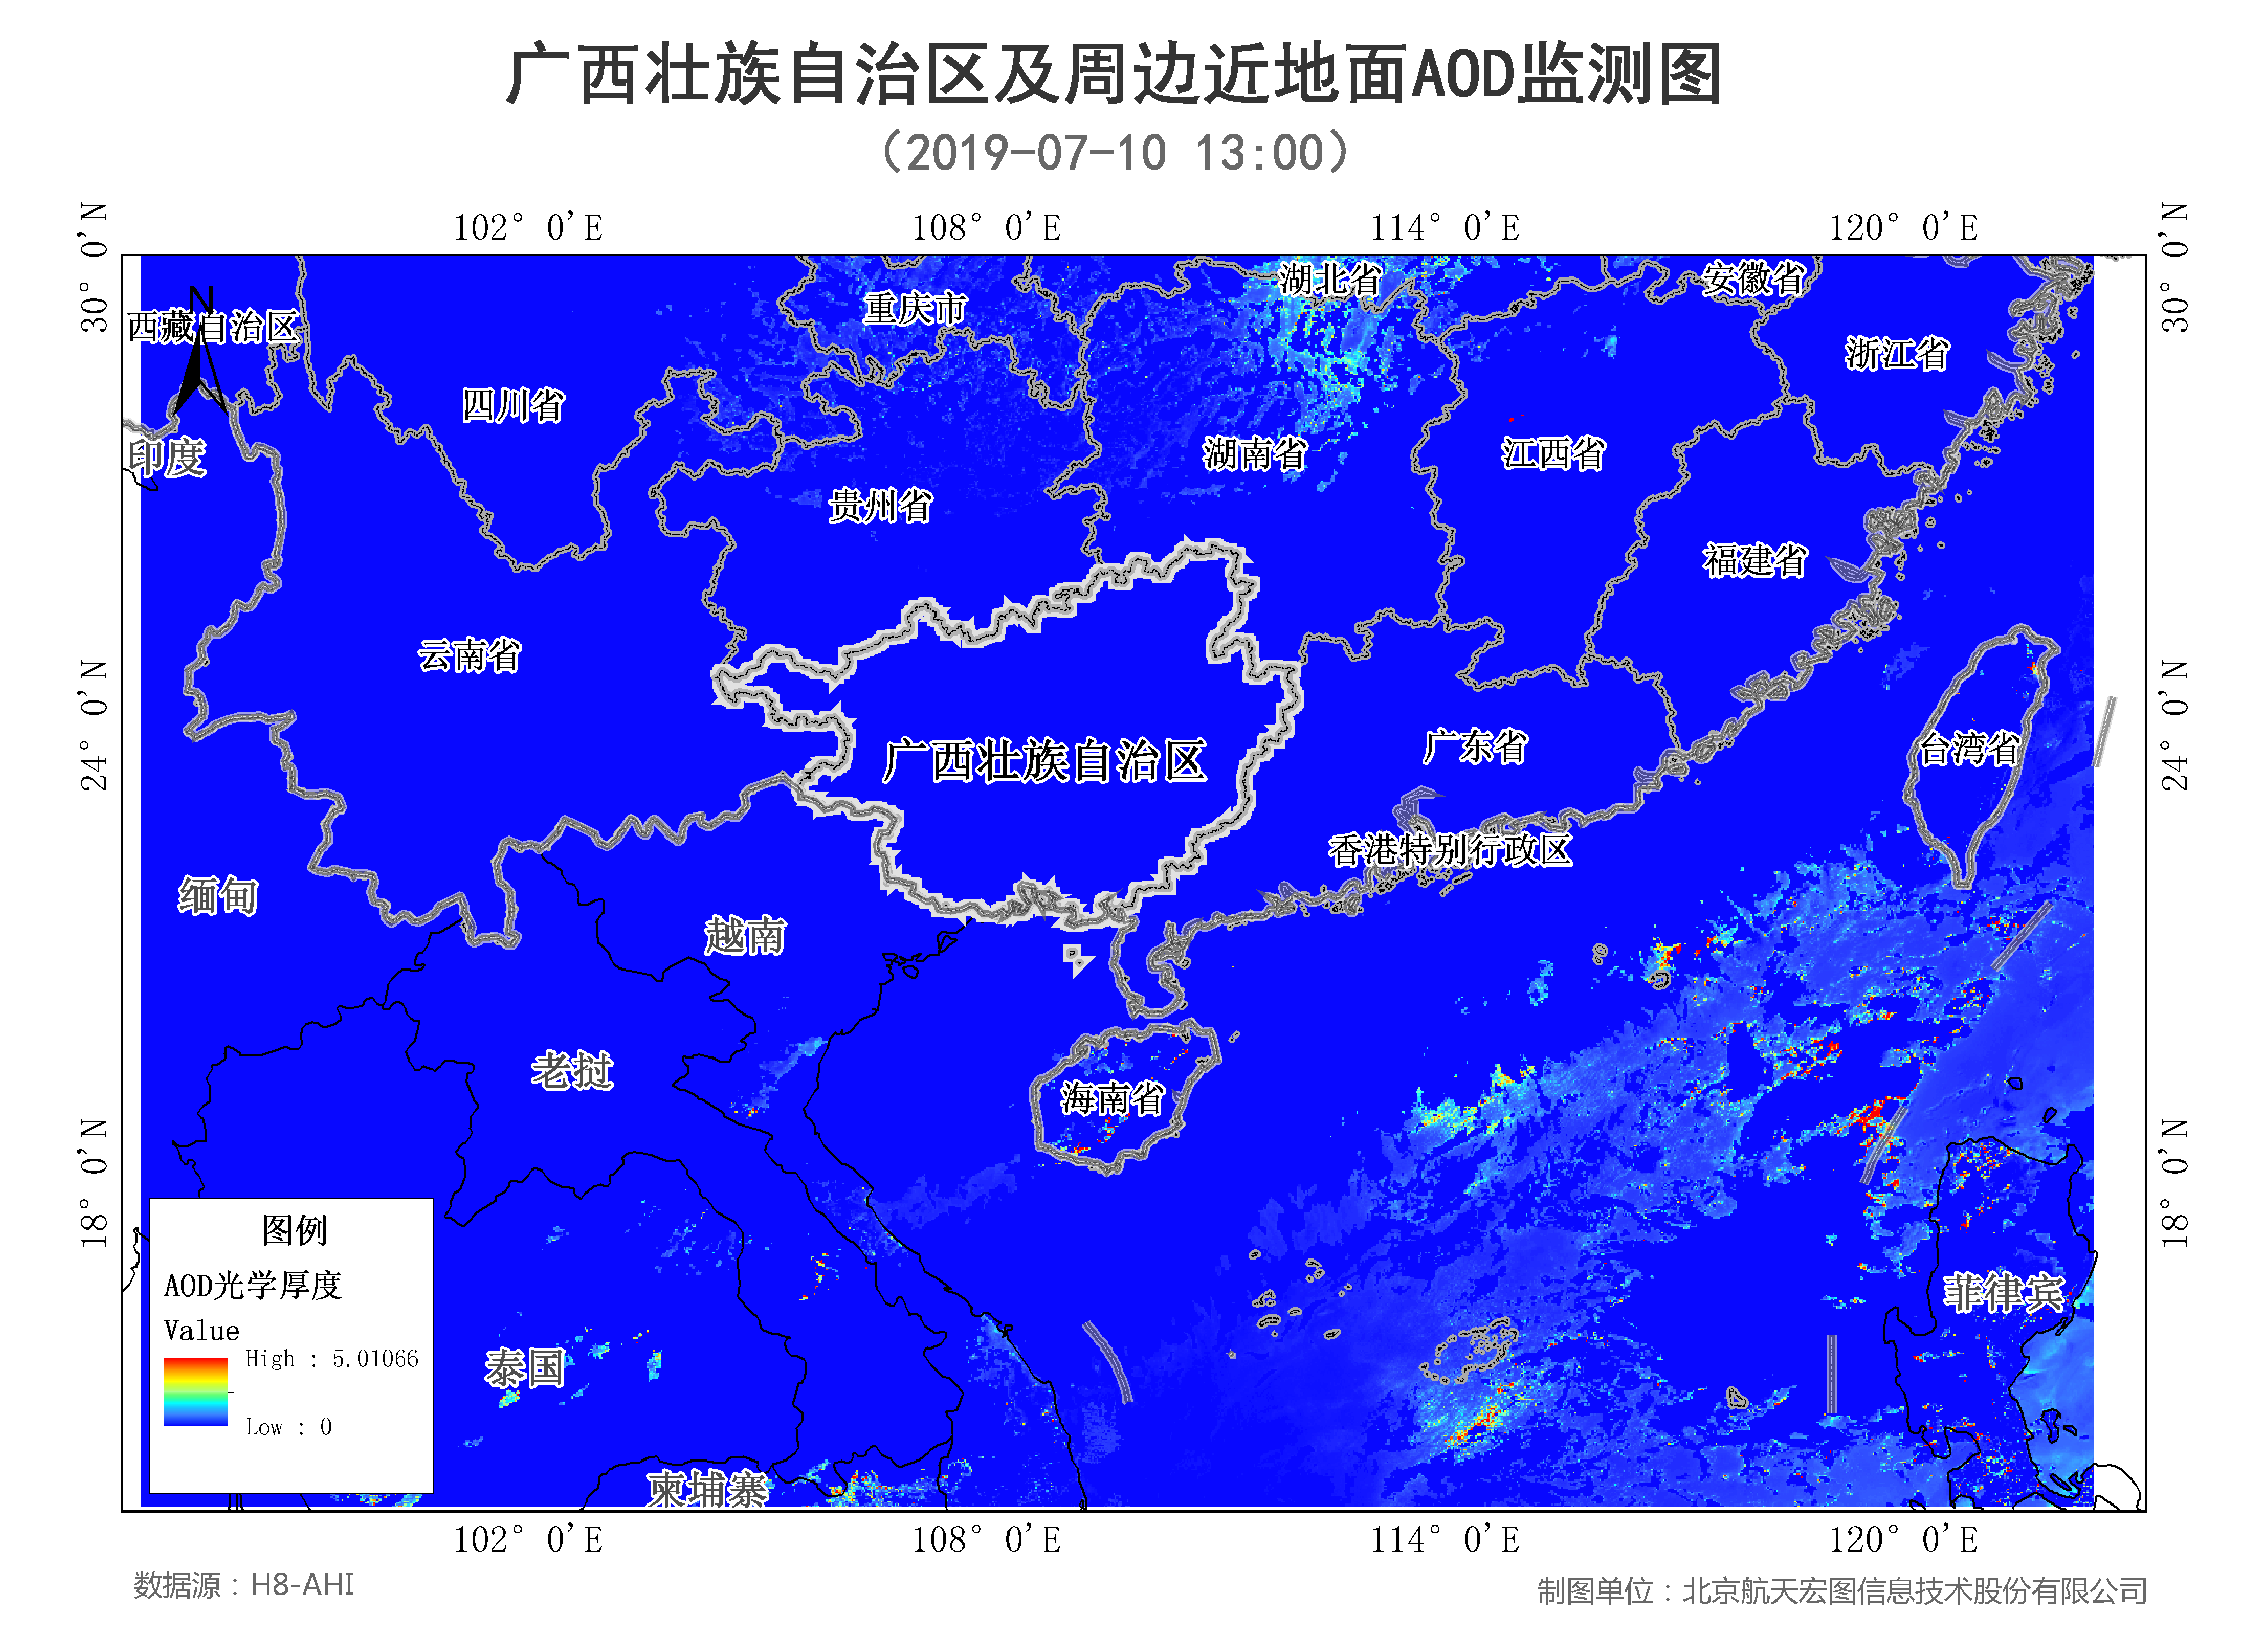 广西壮族自治区及周边近地面AOD监测图
（2019-07-10 13:00）
102° 0'E
108° 0'E
114° 0'E
120° 0'E
30° 0'N
30° 0'N
N
西藏自治区
重庆市
湖北省
安徽省
浙江省
四川省
印度
湖南省
江西省
贵州省
福建省
云南省
24° 0'N
24° 0'N
广西壮族自治区
广东省
台湾省
香港特别行政区
缅甸
越南
老挝
海南省
18° 0'N
18° 0'N
菲律宾
泰国
柬埔寨
图例
AOD光学厚度
Value
High : 5.01066
Low : 0
102° 0'E
108° 0'E
114° 0'E
120° 0'E
数据源：H8-AHI
制图单位：北京航天宏图信息技术股份有限公司